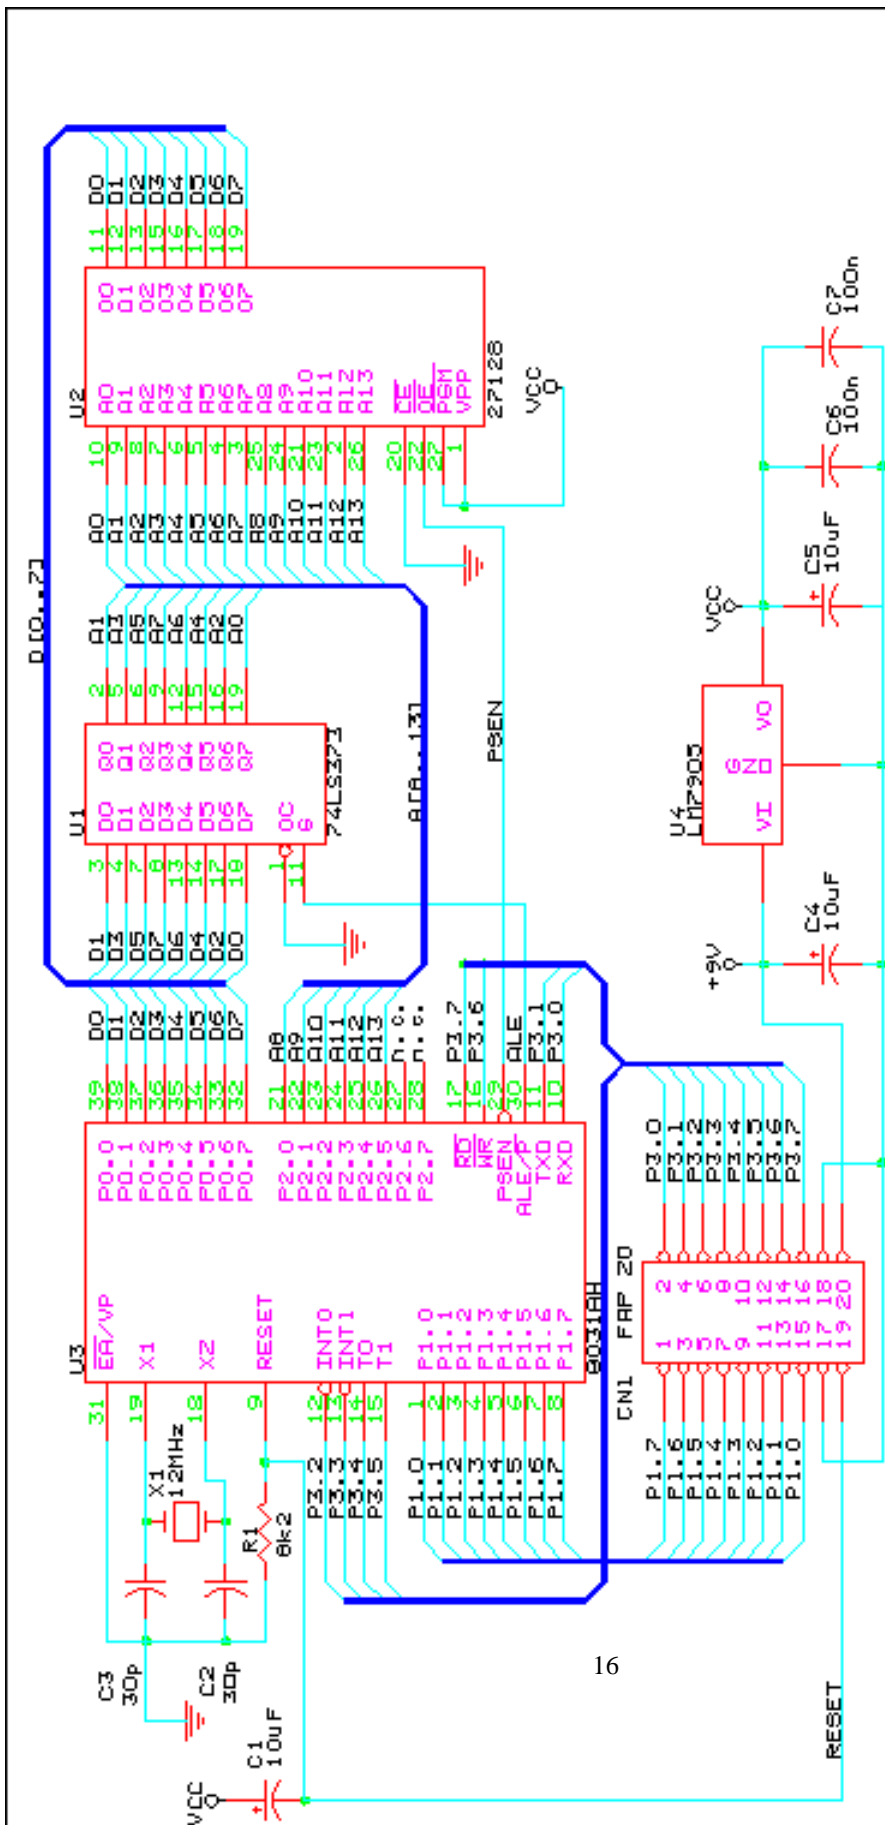 D[0..7]
U2
A0 A1 A2 A3 A4 A5 A6 A7 A8 A9 A10 A11 A12 A13
10 9 8 7 6 5 4 3 25 24 21 23 2 26
A0 A1 A2 A3 A4 A5 A6 A7 A8 A9 A10 A11 A12 A13
20 22 27 1
CE OE PGM VPP
O0 O1 O2 O3 O4 O5 O6 O7
11 12 13 15 16 17 18 19
D0 D1 D2 D3 D4 D5 D6 D7
27128
VCC
U1
D1 D3 D5 D7 D6 D4 D2 D0
3 4 7 8 13 14 17 18
D0 D1 D2 D3 D4 D5 D6 D7
1 11
OC G
Q0 Q1 Q2 Q3 Q4 Q5 Q6 Q7
2 5 6 9 12 15 16 19
A1 A3 A5 A7 A6 A4 A2 A0
74LS373
A[0..13]
PSEN
U3
31 19 18 9
EA/VP X1 X2 RESET
P3.2 P3.3 P3.4 P3.5
12 13 14 15
INT0 INT1 T0 T1
P1.0 P1.1 P1.2 P1.3 P1.4 P1.5 P1.6 P1.7
1 2 3 4 5 6 7 8
P1.0 P1.1 P1.2 P1.3 P1.4 P1.5 P1.6 P1.7
P0.0 P0.1 P0.2 P0.3 P0.4 P0.5 P0.6 P0.7
39 38 37 36 35 34 33 32
D0 D1 D2 D3 D4 D5 D6 D7
P2.0 P2.1 P2.2 P2.3 P2.4 P2.5 P2.6 P2.7
21 22 23 24 25 26 27 28
A8 A9 A10 A11 A12 A13 n.c. n.c.
RD WR PSEN ALE/P TXD RXD
17 16 29 30 11 10
P3.7 P3.6 ALE P3.1 P3.0
8031AH
X1
12MHz
R1
8k2
C3
30p
C2
30p
C1
10uF
VCC
RESET
CN1 FAP 20
P1.7 P1.6 P1.5 P1.4 P1.3 P1.2 P1.1 P1.0
1 3 5 7 9 11 13 15 17 19
2 4 6 8 10 12 14 16 18 20
P3.0 P3.1 P3.2 P3.3 P3.4 P3.5 P3.6 P3.7
+9V
C4
10uF
U4
LM7905
VI GND VO
VCC
C5
10uF
C6
100n
C7
100n
16